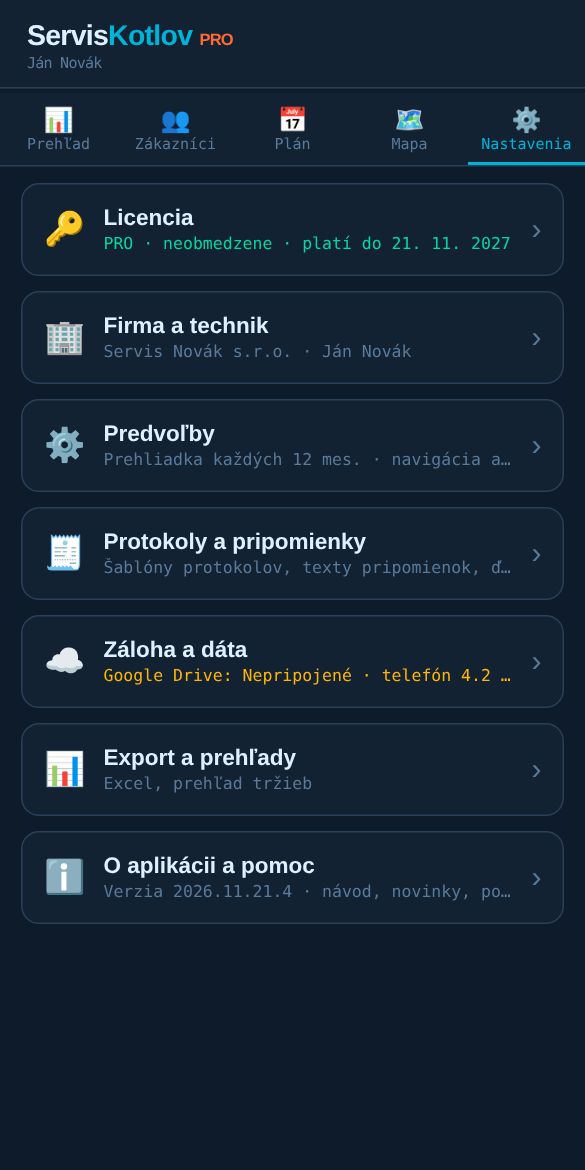 ServisKotlov PRO
Ján Novák
Prehľad
Zákazníci
Plán
Mapa
Nastavenia
Licencia
PRO · neobmedzene · platí do 21. 11. 2027
Firma a technik
Servis Novák s.r.o. · Ján Novák
Predvoľby
Prehliadka každých 12 mes. · navigácia a…
Protokoly a pripomienky
Šablóny protokolov, texty pripomienok, ď…
Záloha a dáta
Google Drive: Nepripojené · telefón 4.2 …
Export a prehľady
Excel, prehľad tržieb
O aplikácii a pomoc
Verzia 2026.11.21.4 · návod, novinky, po…